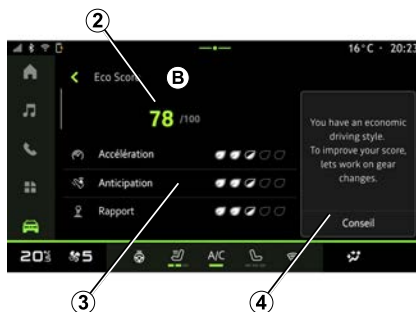 2
16°C · 20:23
Eco Score
B
78 /100
Accélération
Anticipation
Rapport
You have an economic
driving style.
To improve your score,
lets work on gear
changes.
Conseil
20
5
A/C
3
4